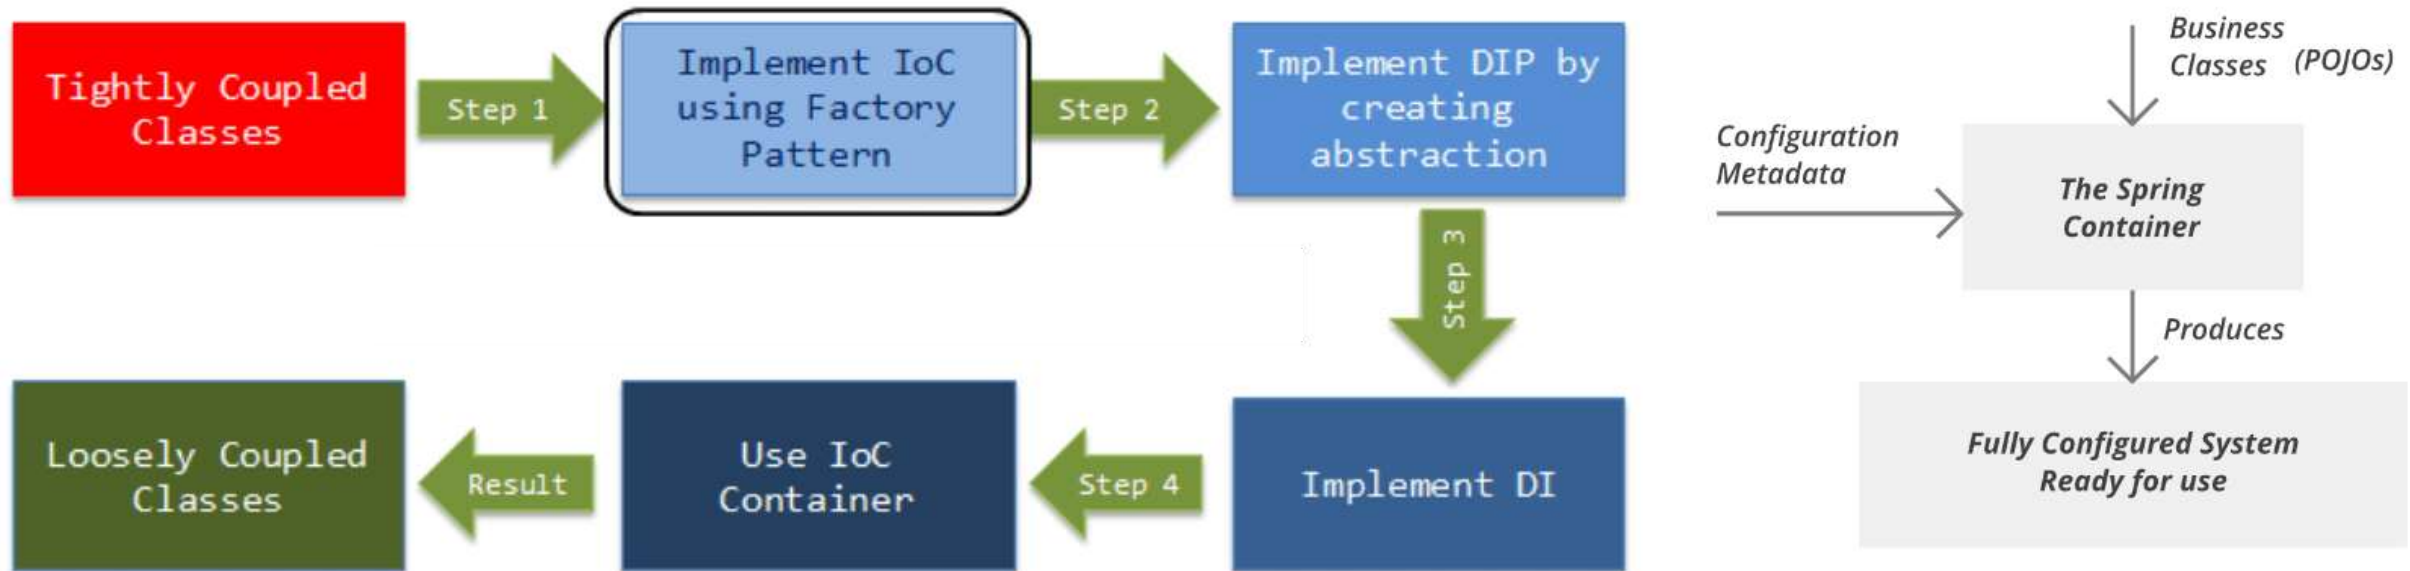 Tightly Coupled
Classes
Step 1
Implement IoC
using Factory
Pattern
Step 2
Implement DIP by
creating
abstraction
Step 3
Implement DI
Step 4
Use IoC
Container
Result
Loosely Coupled
Classes
Business
Classes (POJOs)
Configuration
Metadata
The Spring
Container
Produces
Fully Configured System
Ready for use